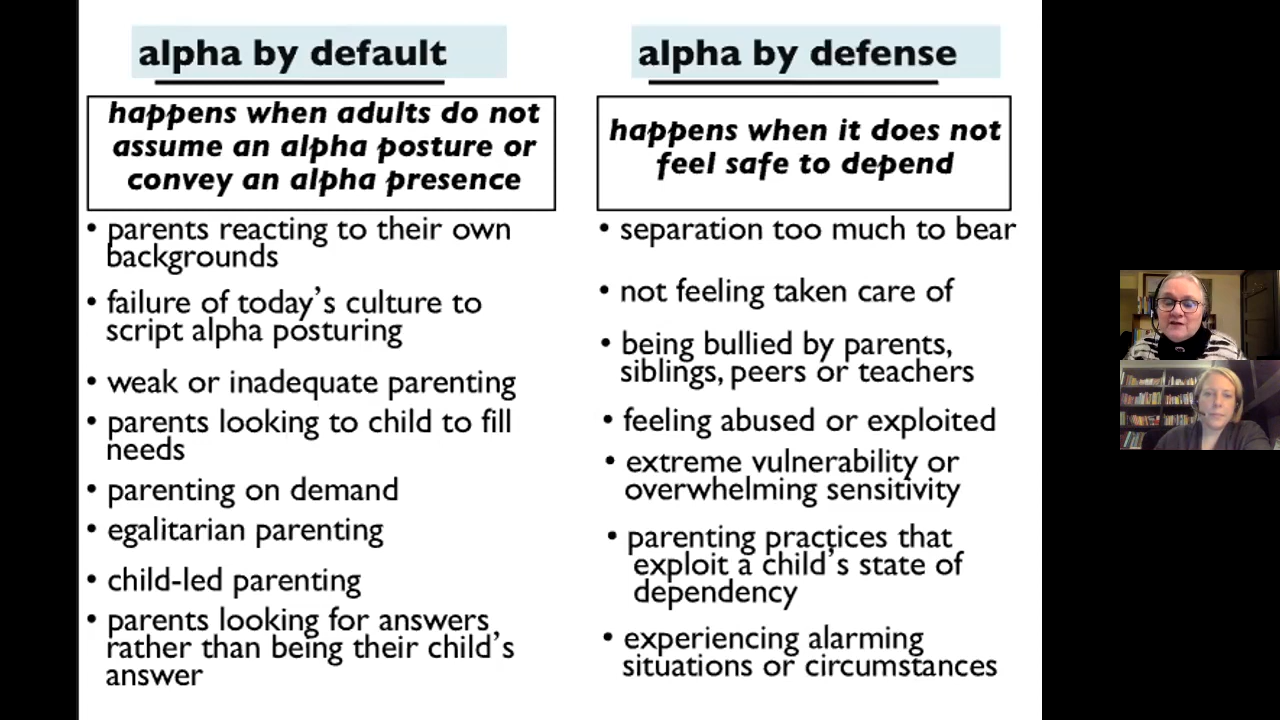 alpha by default
happens when adults do not
assume an alpha posture or
convey an alpha presence
• parents reacting to their own
backgrounds
• failure of today's culture to
script alpha posturing
• weak or inadequate parenting
• parents looking to child to fill
needs
• parenting on demand
• egalitarian parenting
• child-led parenting
• parents looking for answers
rather than being their child's
answer
alpha by defense
happens when it does not
feel safe to depend
• separation too much to bear
• not feeling taken care of
• being bullied by parents,
siblings, peers or teachers
• feeling abused or exploited
• extreme vulnerability or
overwhelming sensitivity
• parenting practices that
exploit a child's state of
dependency
• experiencing alarming
situations or circumstances